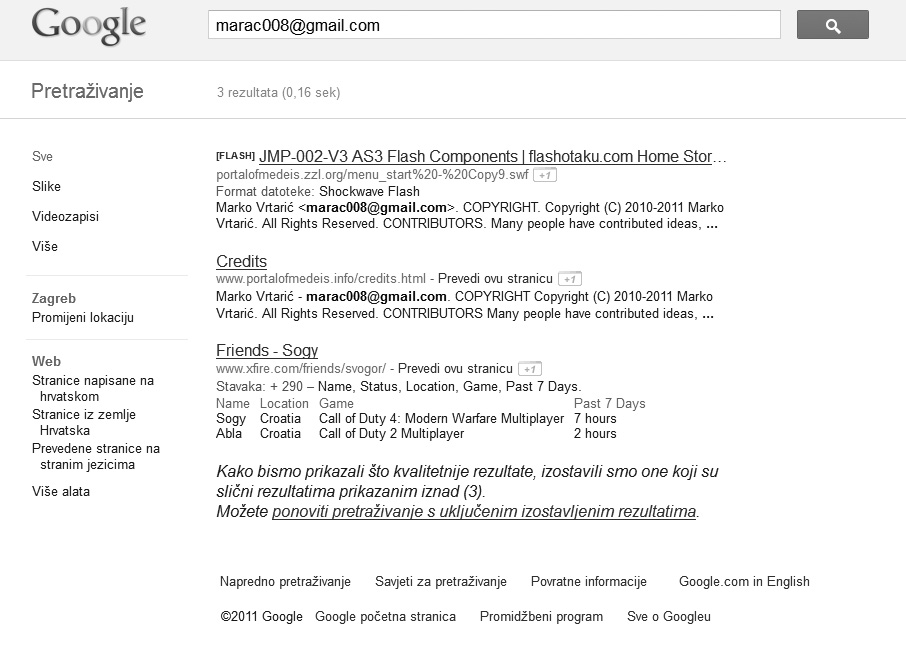 Google
marac008@gmail.com
Pretraživanje
3 rezultata (0,16 sek)
Sve
Slike
Videozapisi
Više
Zagreb
Promijeni lokaciju
Web
Stranice napisane na
hrvatskom
Stranice iz zemlje
Hrvatska
Prevedene stranice na
stranim jezicima
Više alata
[FLASH] JMP-002-V3 AS3 Flash Components | flashotaku.com Home Stor...
portalofmedeis.zzl.org/menu_start%20-%20Copy9.swf +1
Format datoteke: Shockwave Flash
Marko Vrtarić <marac008@gmail.com>. COPYRIGHT. Copyright (C) 2010-2011 Marko
Vrtarić. All Rights Reserved. CONTRIBUTORS. Many people have contributed ideas, ...
Credits
www.portalofmedeis.info/credits.html - Prevedi ovu stranicu +1
Marko Vrtarić - marac008@gmail.com. COPYRIGHT Copyright (C) 2010-2011 Marko
Vrtarić. All Rights Reserved. CONTRIBUTORS Many people have contributed ideas, ...
Friends - Sogy
www.xfire.com/friends/svogor/ - Prevedi ovu stranicu +1
Stavaka: + 290 – Name, Status, Location, Game, Past 7 Days.
Name Location Game Past 7 Days
Sogy Croatia Call of Duty 4: Modern Warfare Multiplayer 7 hours
Abla Croatia Call of Duty 2 Multiplayer 2 hours
Kako bismo prikazali što kvalitetnije rezultate, izostavili smo one koji su
slični rezultatima prikazanim iznad (3).
Možete ponoviti pretraživanje s uključenim izostavljenim rezultatima.
Napredno pretraživanje Savjeti za pretraživanje Povratne informacije Google.com in English
©2011 Google Google početna stranica Promidžbeni program Sve o Googleu